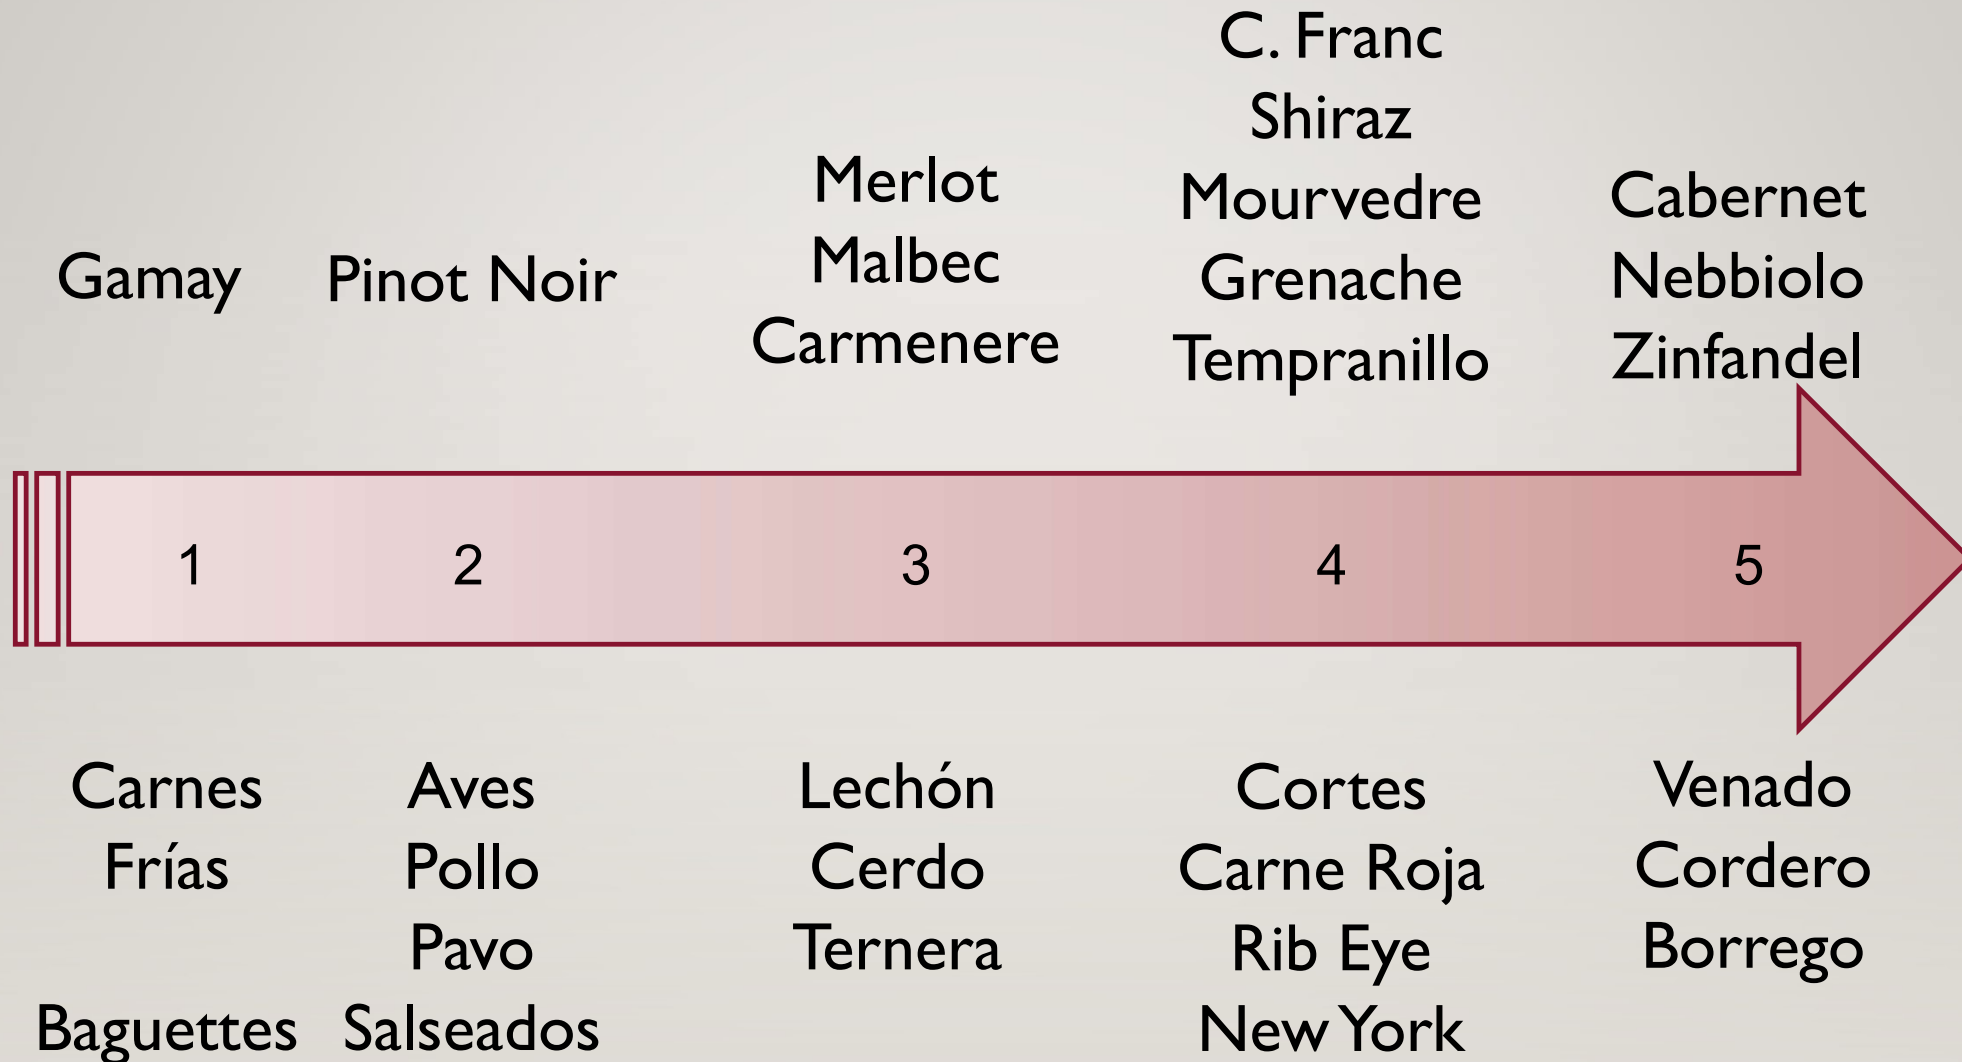 Gamay
Pinot Noir
Merlot
Malbec
Carmenere
C. Franc
Shiraz
Mourvedre
Grenache
Tempranillo
Cabernet
Nebbiolo
Zinfandel
1
2
3
4
5
Carnes
Frías
Baguettes
Aves
Pollo
Pavo
Salseados
Lechón
Cerdo
Ternera
Cortes
Carne Roja
Rib Eye
New York
Venado
Cordero
Borrego